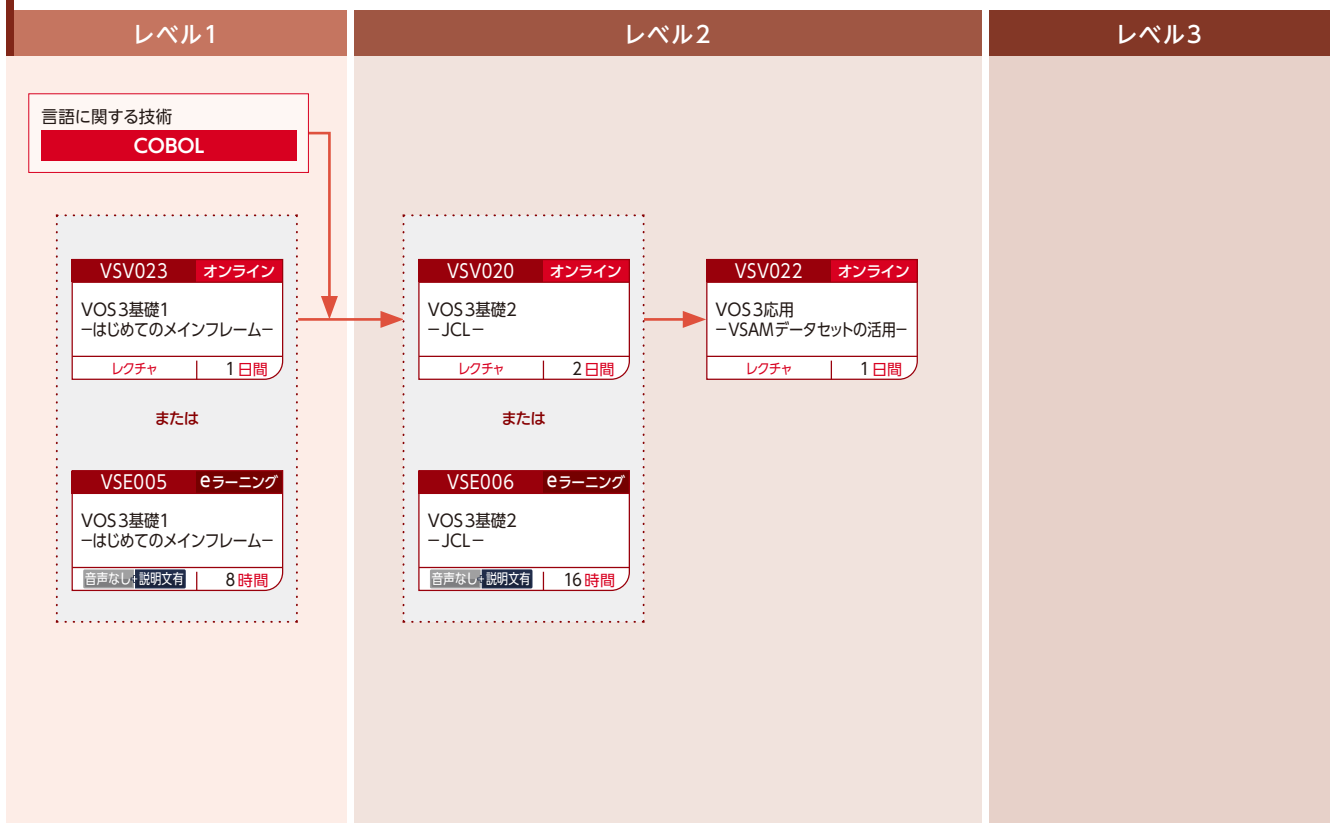 レベル1
レベル2
レベル3
言語に関する技術
COBOL
VSV023 オンライン
VOS3基礎1
−はじめてのメインフレーム−
レクチャ 1日間
または
VSE005 eラーニング
VOS3基礎1
−はじめてのメインフレーム−
音声なし・説明文有 8時間
VSV020 オンライン
VOS3基礎2
−JCL−
レクチャ 2日間
または
VSE006 eラーニング
VOS3基礎2
−JCL−
音声なし・説明文有 16時間
VSV022 オンライン
VOS3応用
−VSAMデータセットの活用−
レクチャ 1日間